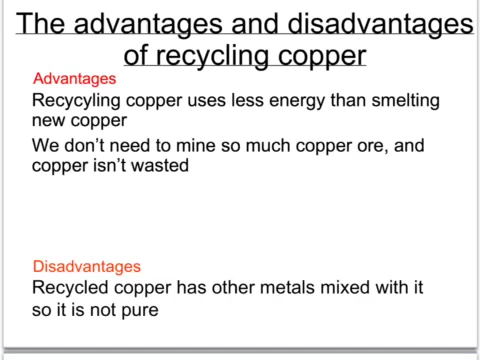 The advantages and disadvantages
of recycling copper
Advantages
Recycyling copper uses less energy than smelting
new copper
We don't need to mine so much copper ore, and
copper isn't wasted
Disadvantages
Recycled copper has other metals mixed with it
so it is not pure